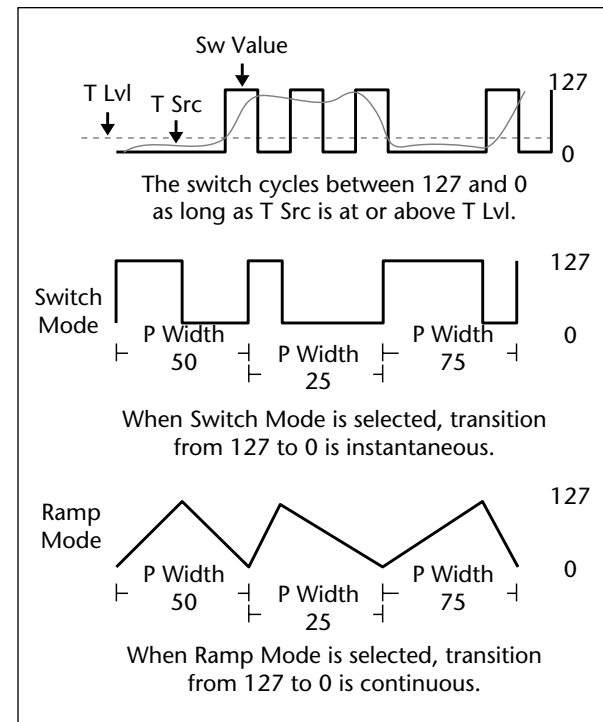 Sw Value
T Lvl
T Src
127
0
The switch cycles between 127 and 0
as long as T Src is at or above T Lvl.
127
Switch
Mode
0
P Width
50
P Width
25
P Width
75
When Switch Mode is selected, transition
from 127 to 0 is instantaneous.
127
Ramp
Mode
0
P Width
50
P Width
25
P Width
75
When Ramp Mode is selected, transition
from 127 to 0 is continuous.